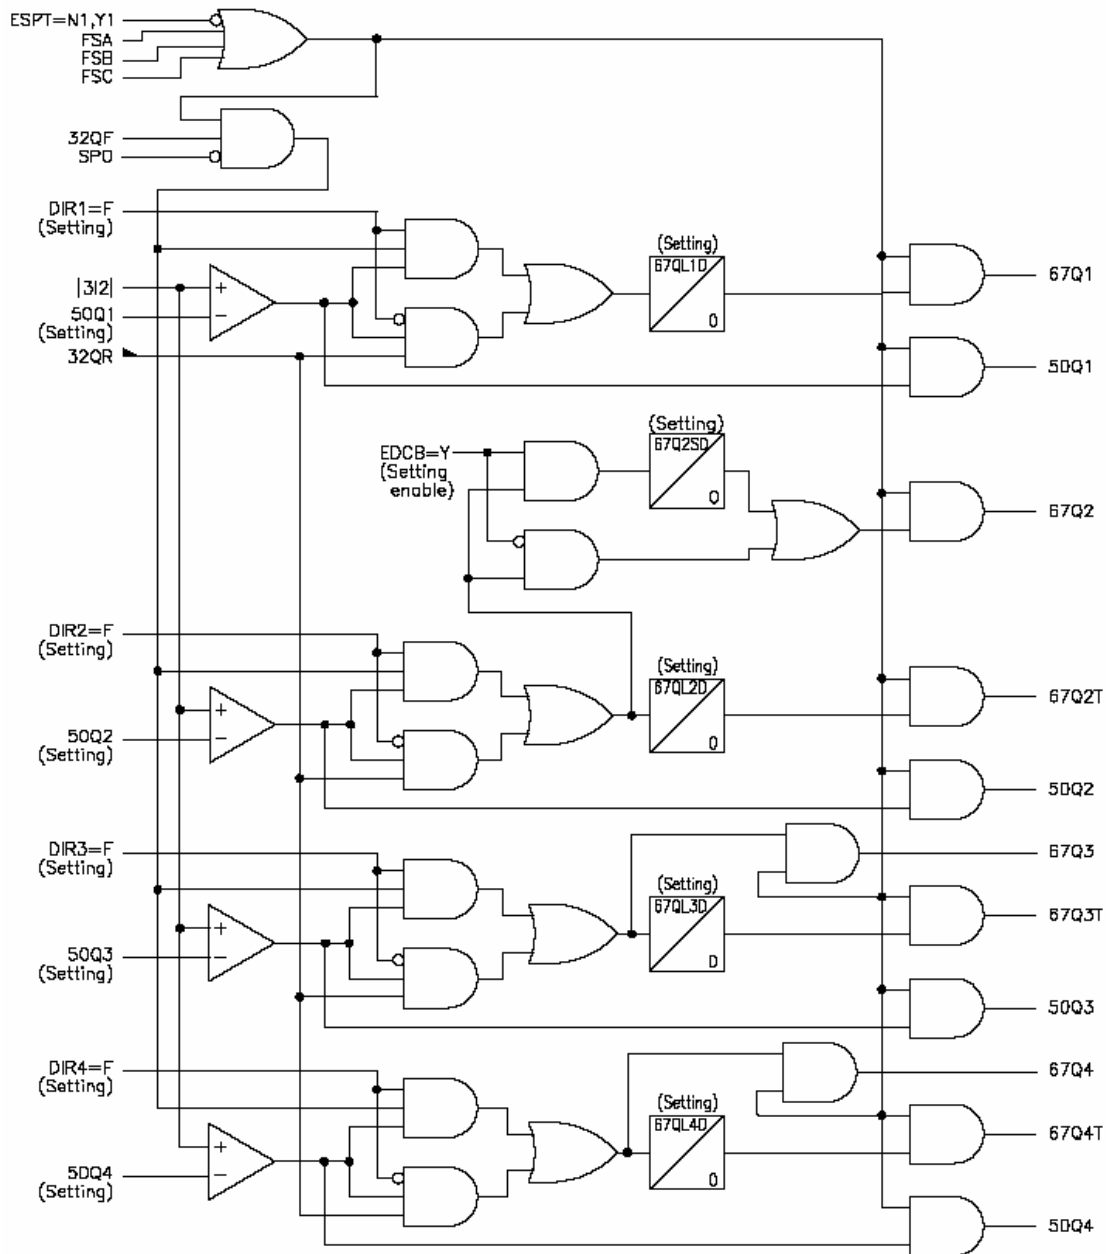 ESPT=N1,Y1
FSA
FSB
FSC
32QF
SPO
DIR1=F
(Setting)
|3I2|
+
50Q1
−
(Setting)
32QR
(Setting)
67QL1D
0
67Q1
50Q1
EDCB=Y
(Setting
enable)
(Setting)
67Q2SD
0
67Q2
DIR2=F
(Setting)
+
50Q2
−
(Setting)
(Setting)
67QL2D
0
67Q2T
50Q2
DIR3=F
(Setting)
+
50Q3
−
(Setting)
(Setting)
67QL3D
0
67Q3
67Q3T
50Q3
DIR4=F
(Setting)
+
50Q4
−
(Setting)
(Setting)
67QL4D
0
67Q4
67Q4T
50Q4